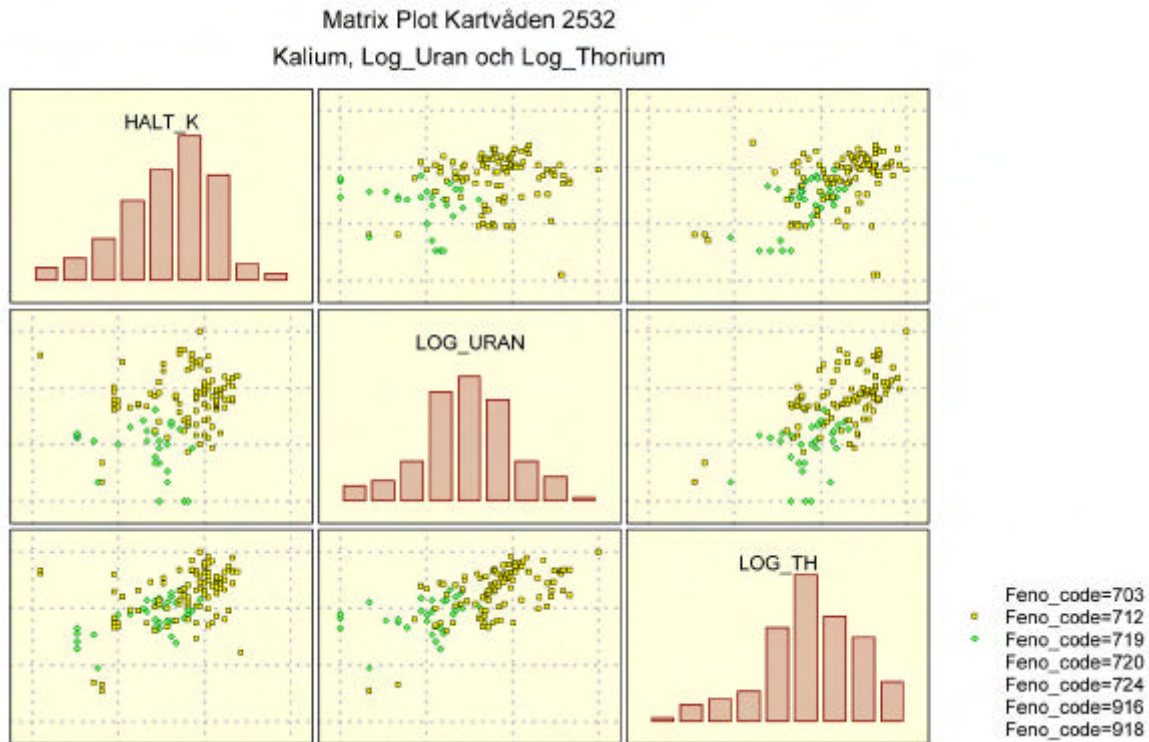 Matrix Plot Kartvåden 2532
Kalium, Log_Uran och Log_Thorium
HALT_K
LOG_URAN
LOG_TH
Feno_code=703
Feno_code=712
Feno_code=719
Feno_code=720
Feno_code=724
Feno_code=916
Feno_code=918